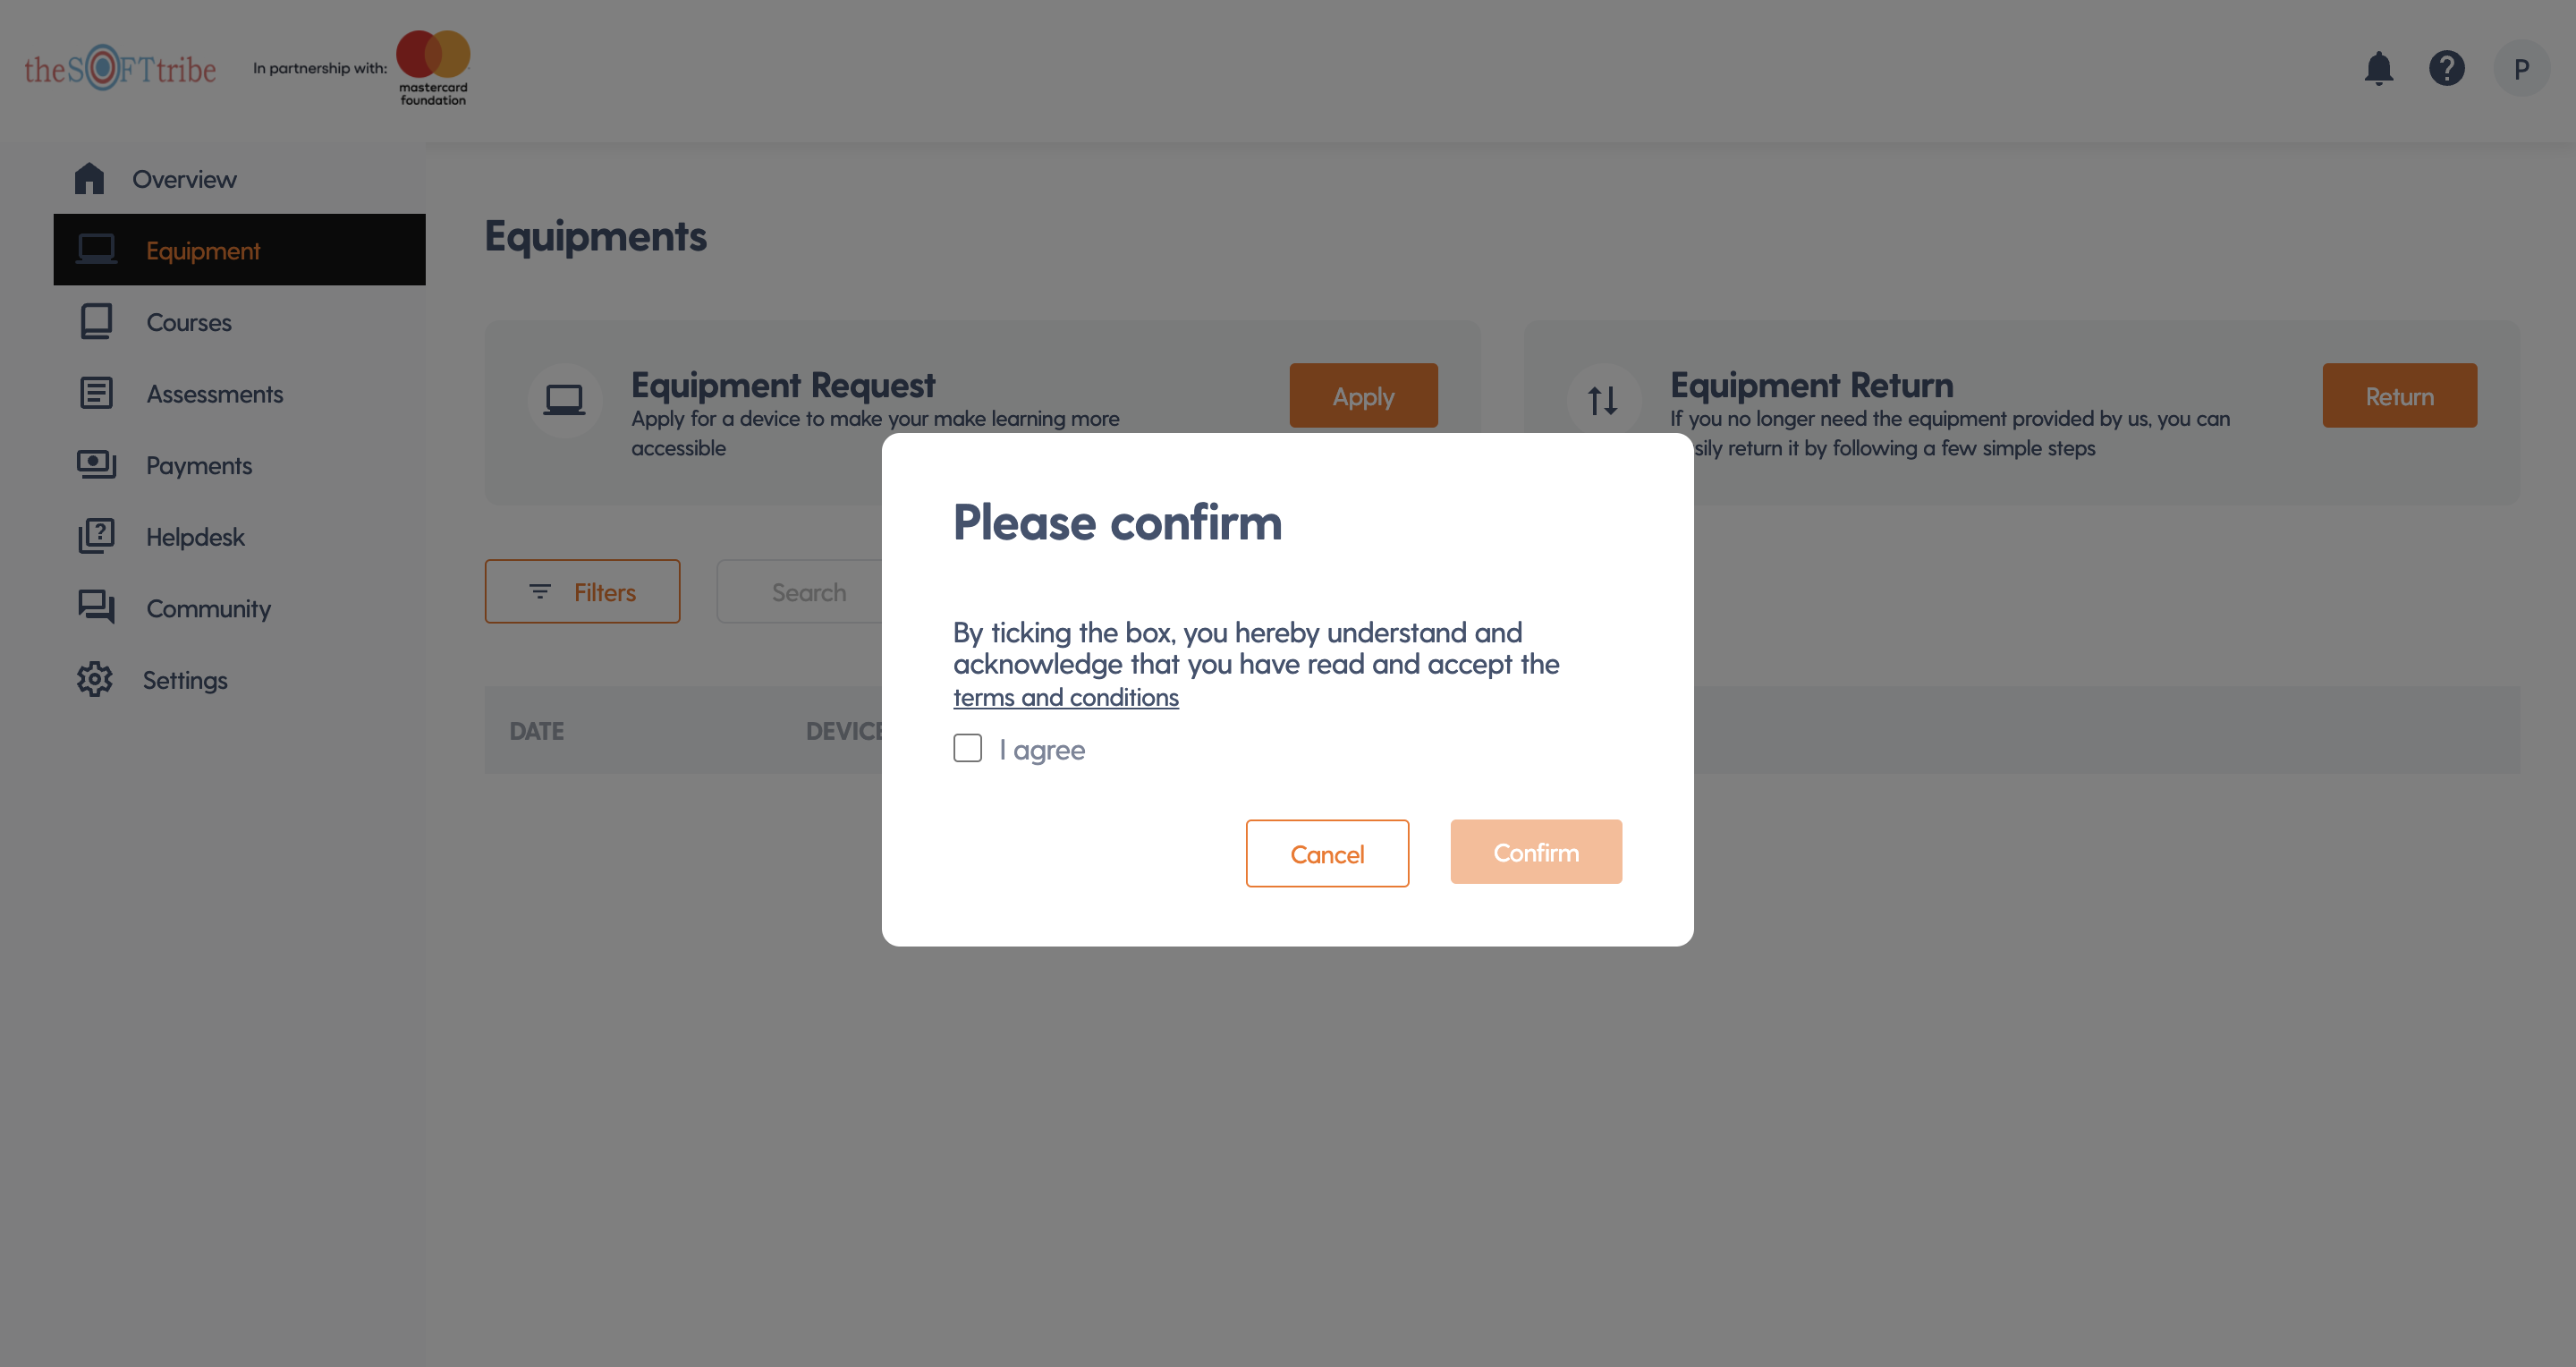 theSOFTtribe
In partnership with:
mastercard
foundation
P
Overview
Equipment
Courses
Assessments
Payments
Helpdesk
Community
Settings
Equipments
Equipment Request
Apply for a device to make your make learning more
accessible
Apply
Equipment Return
If you no longer need the equipment provided by us, you can
sily return it by following a few simple steps
Return
Filters
Search
DATE
DEVICE
Please confirm
By ticking the box, you hereby understand and
acknowledge that you have read and accept the
terms and conditions
I agree
Cancel
Confirm